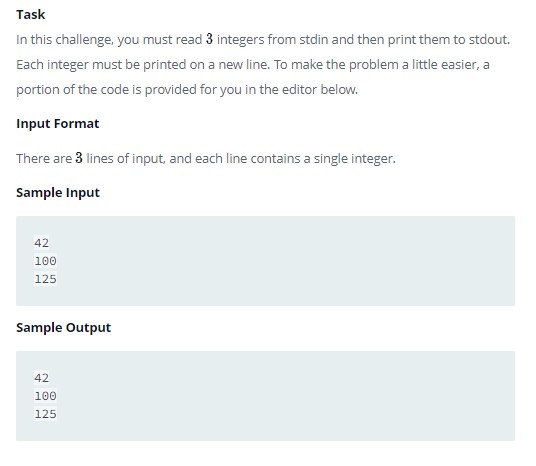 Task
In this challenge, you must read 3 integers from stdin and then print them to stdout.
Each integer must be printed on a new line. To make the problem a little easier, a
portion of the code is provided for you in the editor below.
Input Format
There are 3 lines of input, and each line contains a single integer.
Sample Input
42
100
125
Sample Output
42
100
125